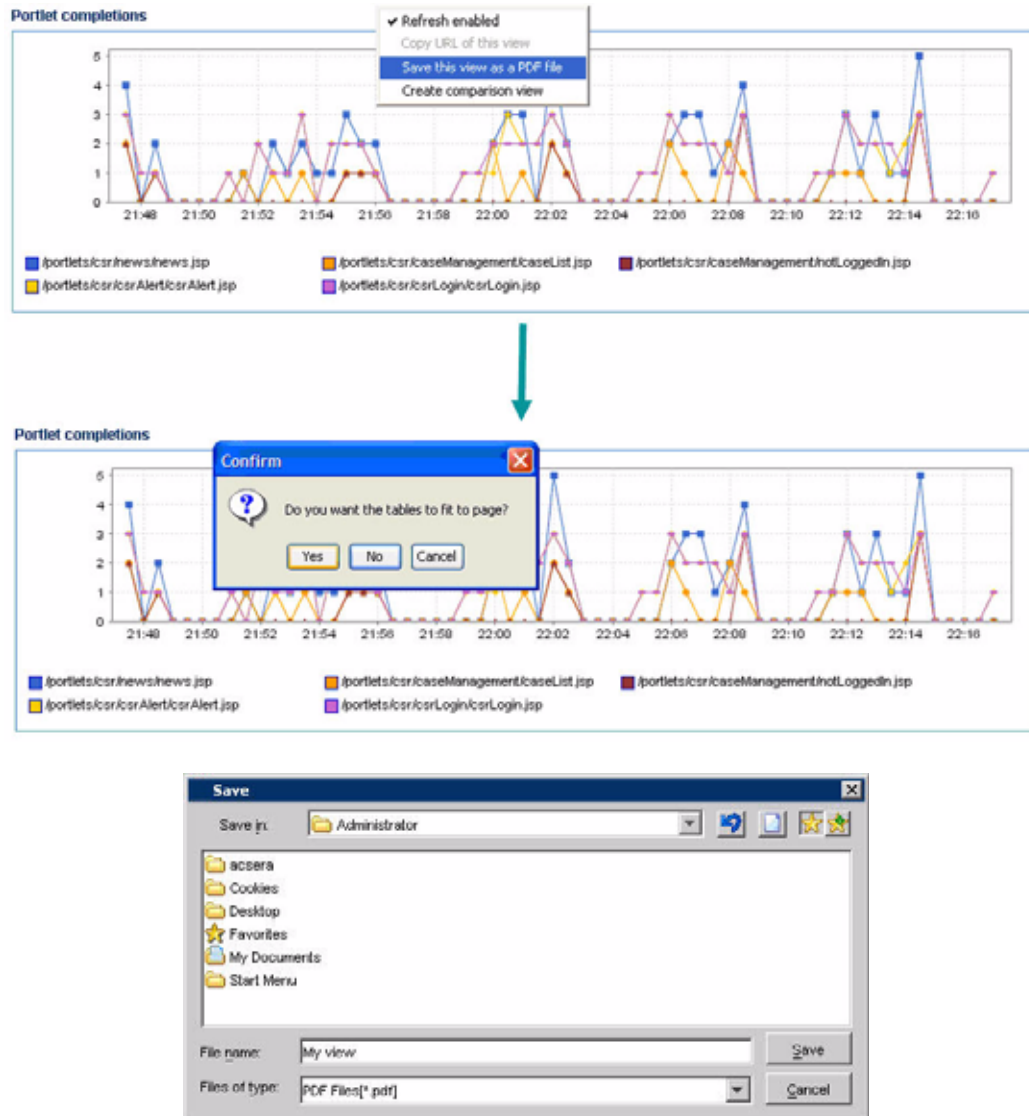 Portlet completions
Refresh enabled
Copy URL of this view
Save this view as a PDF file
Create comparison view
5
4
3
2
1
0
21:48 21:50 21:52 21:54 21:56 21:58 22:00 22:02 22:04 22:06 22:08 22:10 22:12 22:14 22:16
/portlets/csr/news/news.jsp /portlets/csr/caseManagement/caseList.jsp /portlets/csr/caseManagement/notLoggedIn.jsp
/portlets/csr/csrAlert/csrAlert.jsp /portlets/csr/csrLogin/csrLogin.jsp
Portlet completions
Confirm
Do you want the tables to fit to page?
Yes No Cancel
5
4
3
2
1
0
21:48 21:50 21:52 21:54 21:56 21:58 22:00 22:02 22:04 22:06 22:08 22:10 22:12 22:14 22:16
/portlets/csr/news/news.jsp /portlets/csr/caseManagement/caseList.jsp /portlets/csr/caseManagement/notLoggedIn.jsp
/portlets/csr/csrAlert/csrAlert.jsp /portlets/csr/csrLogin/csrLogin.jsp
Save
Save in: Administrator
acsera
Cookies
Desktop
Favorites
My Documents
Start Menu
File name: My view Save
Files of type: PDF Files[*.pdf] Cancel